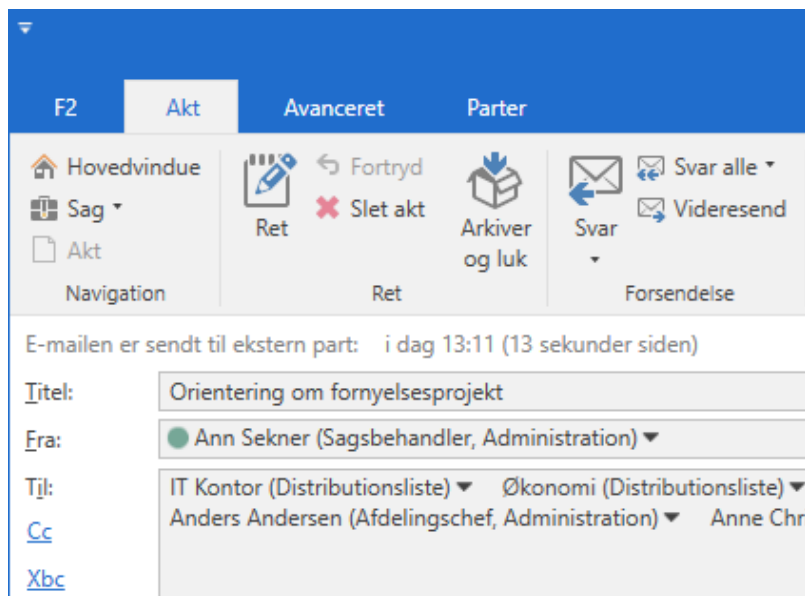 F2 Akt Avanceret Parter
Hovedvindue
Sag
Akt
Navigation
Ret
Fortryd
Slet akt
Arkiver
og luk
Ret
Svar
Svar alle
Videresend
Forsendelse
E-mailen er sendt til ekstern part: i dag 13:11 (13 sekunder siden)
Titel: Orientering om fornyelsesprojekt
Fra: Ann Sekner (Sagsbehandler, Administration)
Til: IT Kontor (Distributionsliste) Økonomi (Distributionsliste)
Anders Andersen (Afdelingschef, Administration) Anne Chr
Cc
Xbc